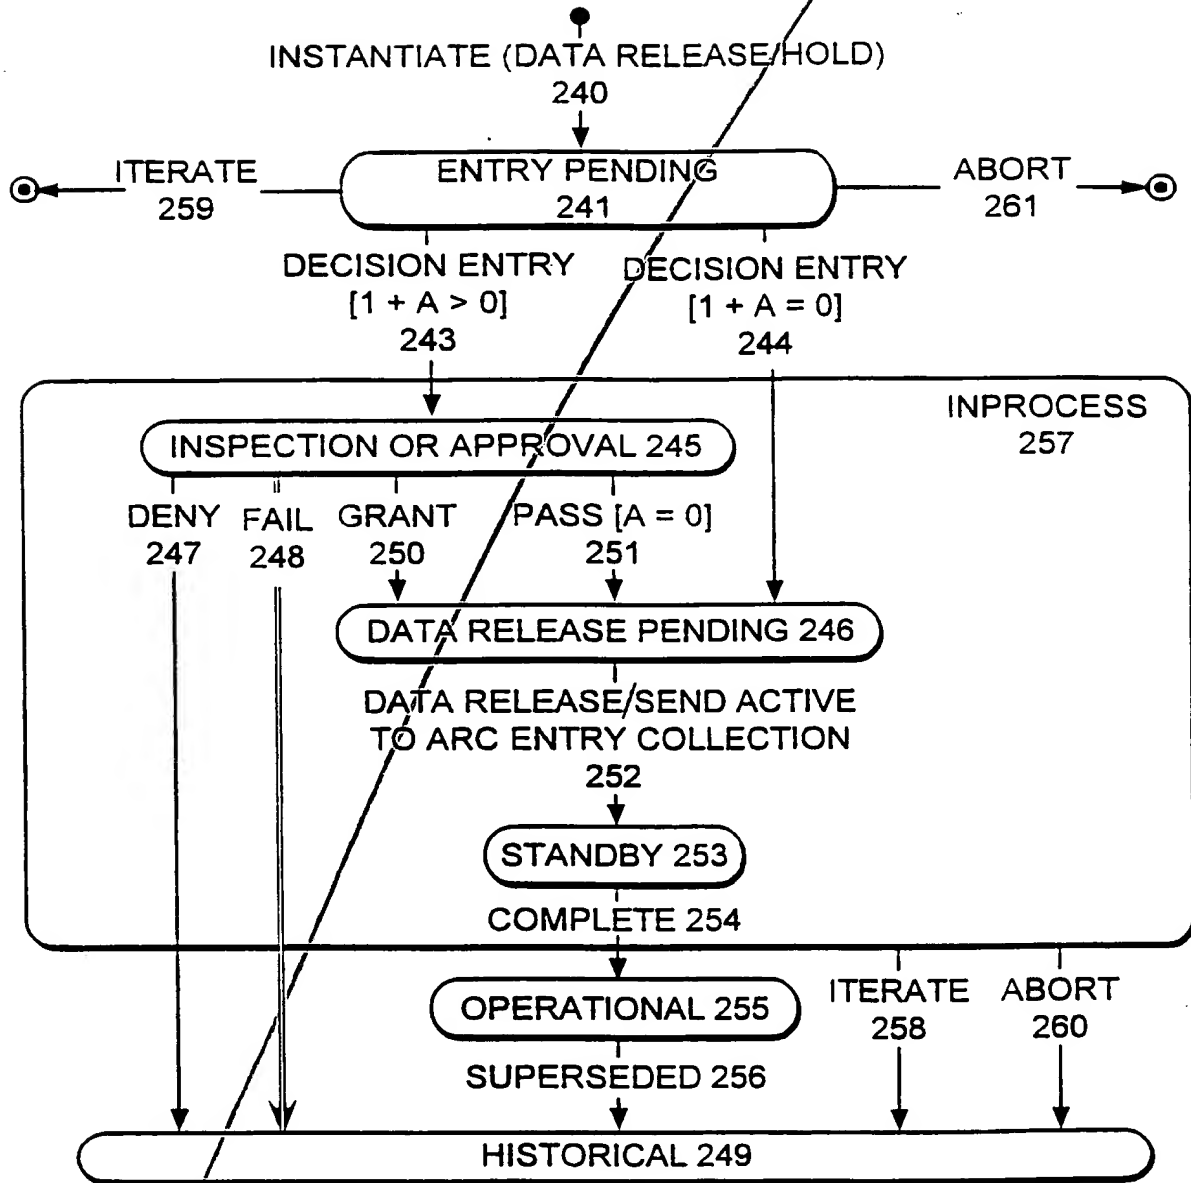 INSTANTIATE (DATA RELEASE/HOLD)
240
ITERATE
259
ENTRY PENDING
241
ABORT
261
DECISION ENTRY
[1 + A > 0]
243
DECISION ENTRY
[1 + A = 0]
244
INPROCESS
257
INSPECTION OR APPROVAL 245
DENY
247
FAIL
248
GRANT
250
PASS [A = 0]
251
DATA RELEASE PENDING 246
DATA RELEASE/SEND ACTIVE
TO ARC ENTRY COLLECTION
252
STANDBY 253
COMPLETE 254
OPERATIONAL 255
ITERATE
258
ABORT
260
SUPERSEDED 256
HISTORICAL 249